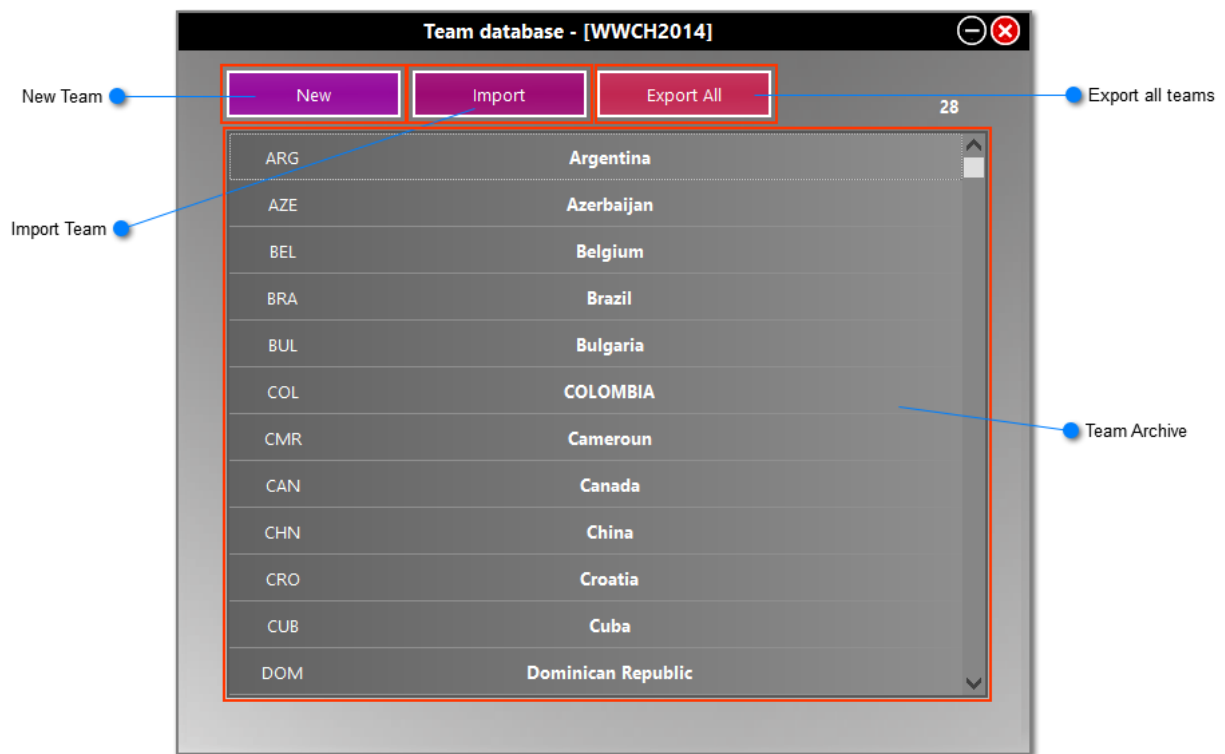 Team database - [WWCH2014]
New Team
New
Import
Export All
Export all teams
28
ARG Argentina
AZE Azerbaijan
Import Team
BEL Belgium
BRA Brazil
BUL Bulgaria
COL COLOMBIA
CMR Cameroun
Team Archive
CAN Canada
CHN China
CRO Croatia
CUB Cuba
DOM Dominican Republic